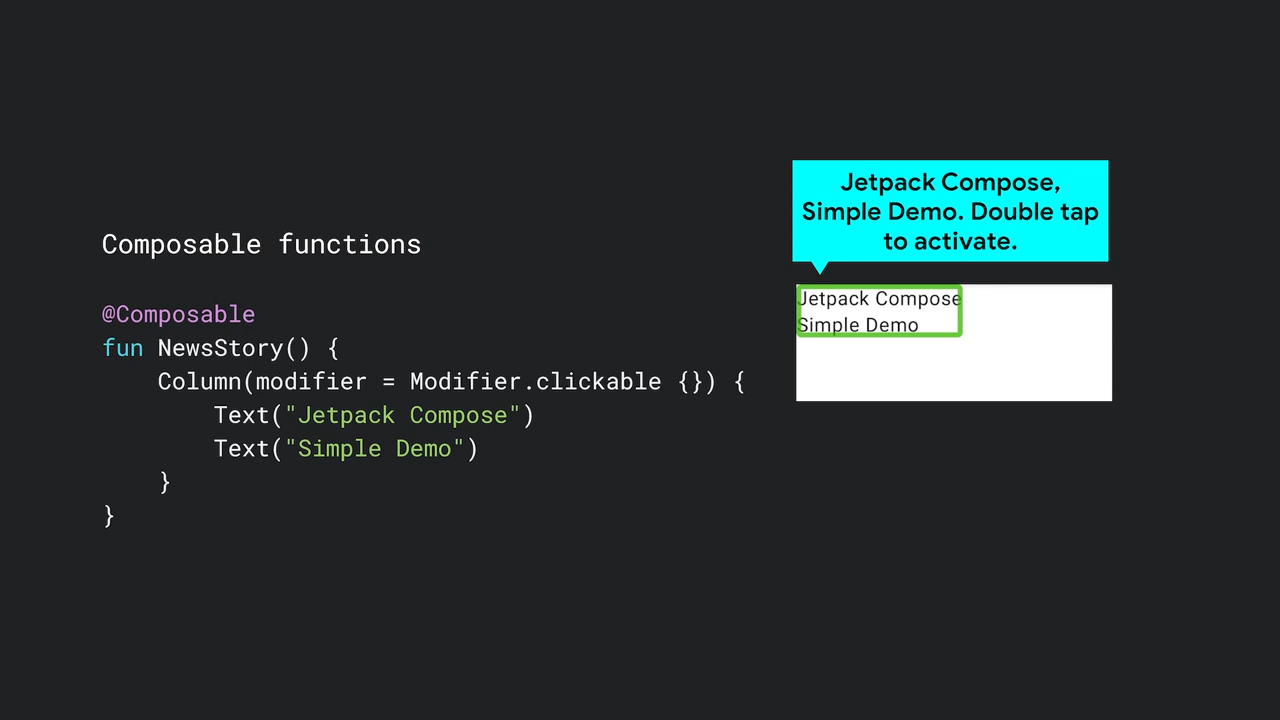 Composable functions
@Composable
fun NewsStory() {
    Column(modifier = Modifier.clickable {}) {
        Text("Jetpack Compose")
        Text("Simple Demo")
    }
}
Jetpack Compose,
Simple Demo. Double tap
to activate.
Jetpack Compose
Simple Demo